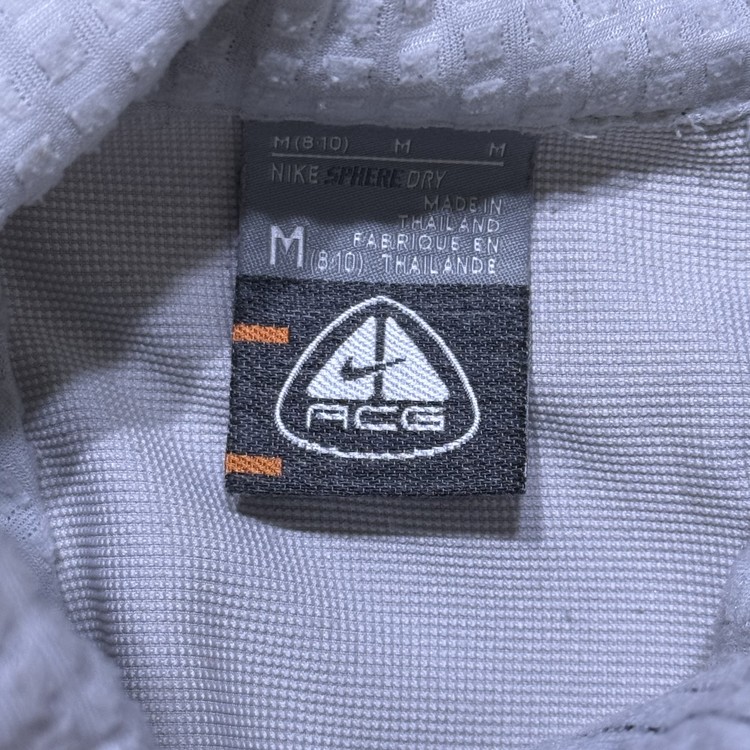 M(8-10) M M
NIKE SPHERE DRY
MADE IN
THAILAND
FABRIQUE EN
M (8-10) THAILANDE
ACG